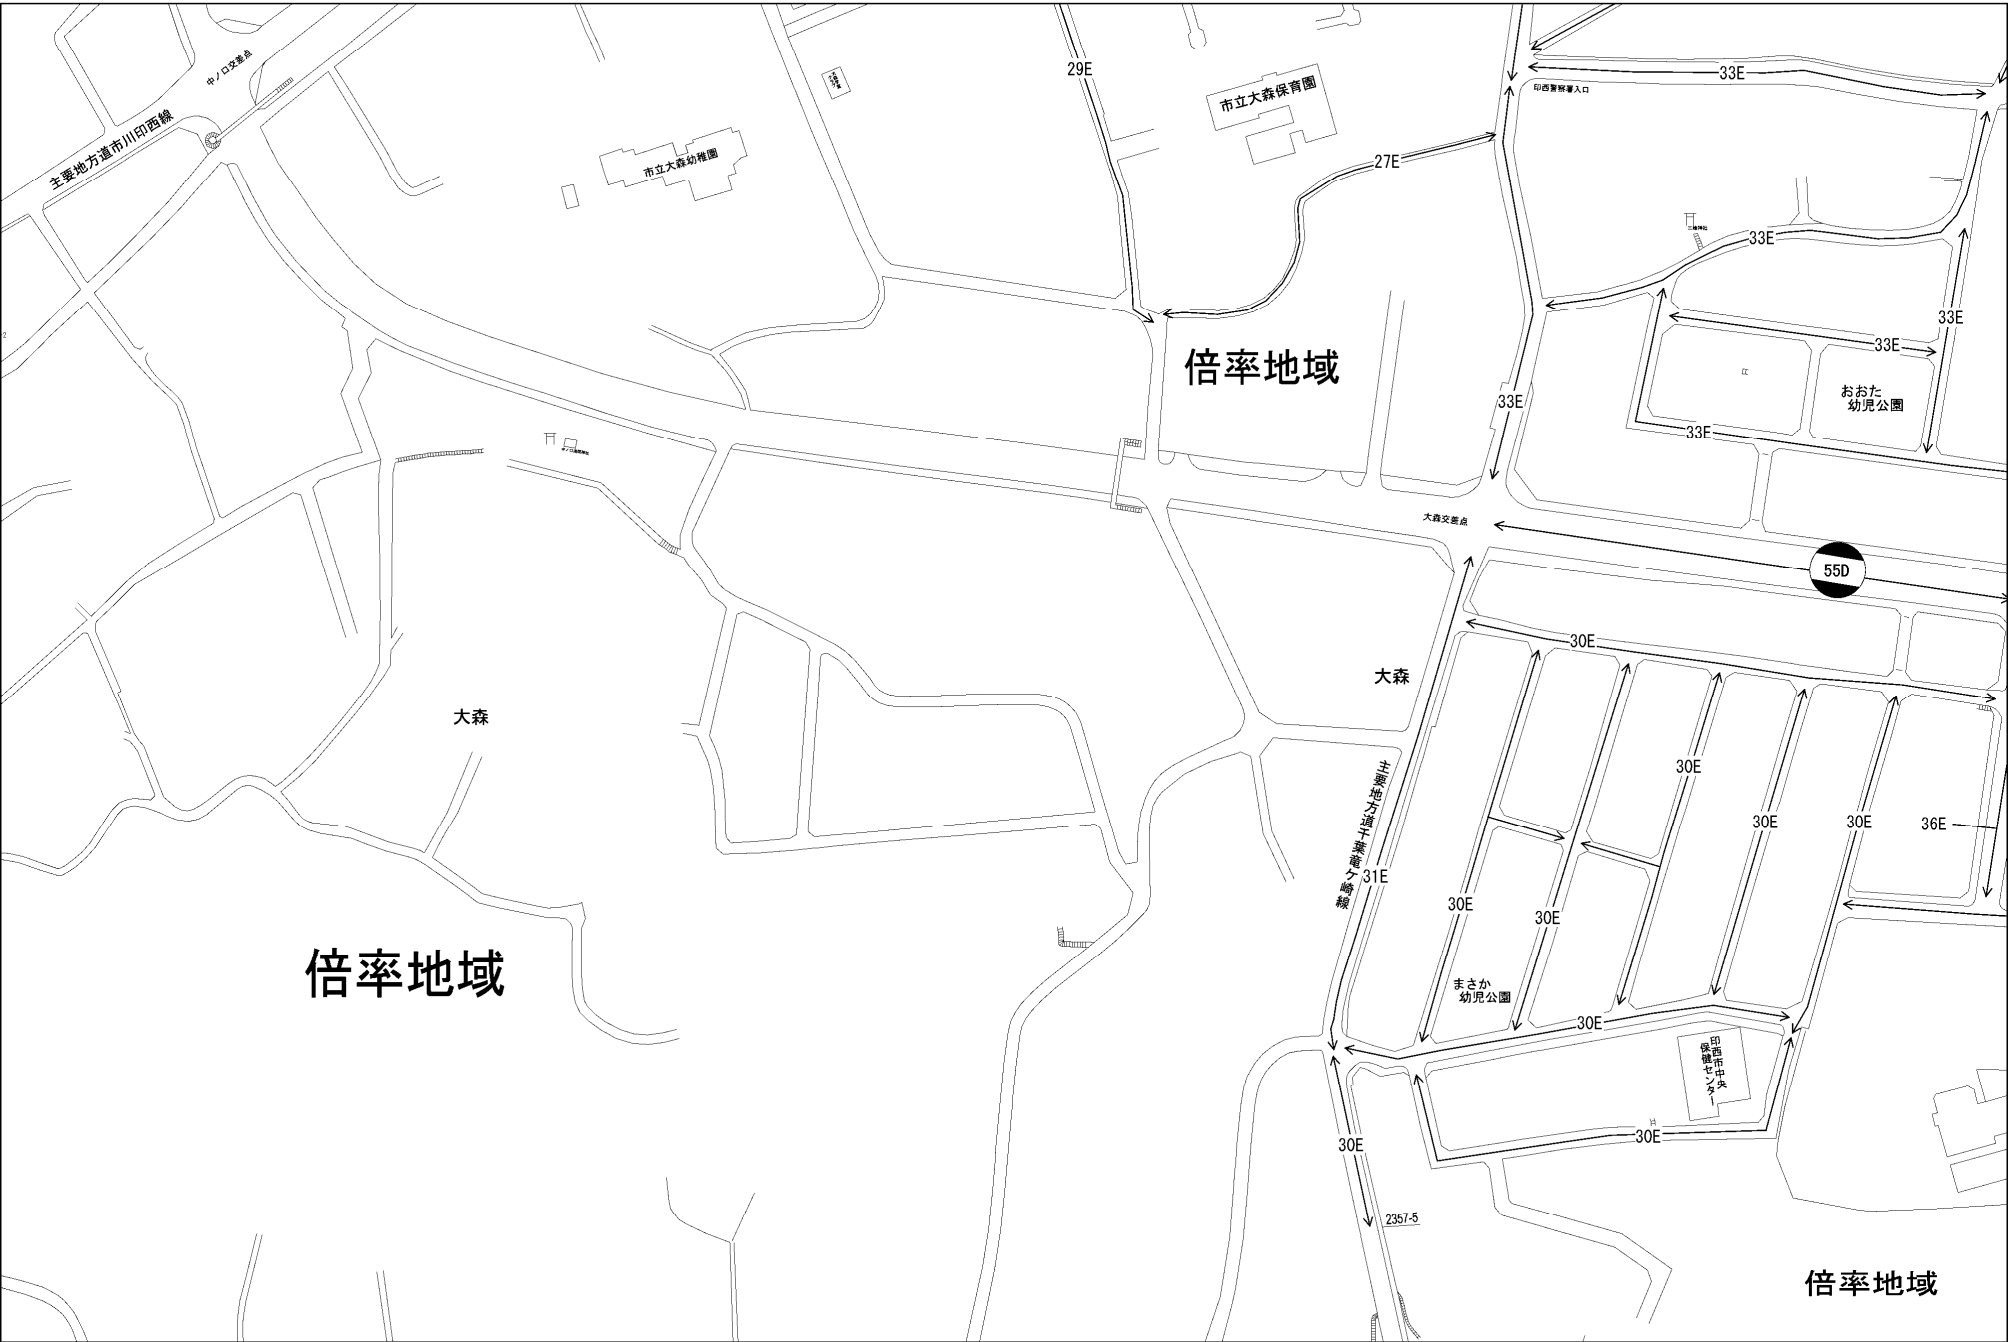 中ノ口交差点
主要地方道市川印西線
市立大森幼稚園
29E
市立大森保育園
27E
33E
印西警察署入口
33E
33E
33E
33E
33E
おおた
幼児公園
倍率地域
大森交差点
55D
30E
大森
大森
主要地方道千葉竜ケ崎線
31E
30E
30E
30E
30E
30E
36E
まさか
幼児公園
30E
印西市中央
保健センター
30E
30E
2357-5
倍率地域
倍率地域